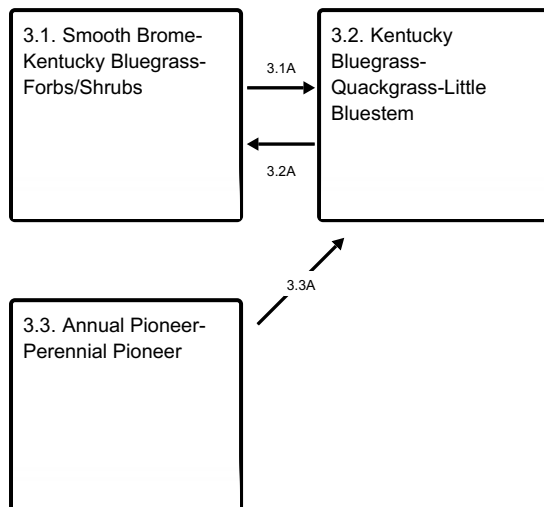 3.1. Smooth Brome-
Kentucky Bluegrass-
Forbs/Shrubs
3.1A
3.2. Kentucky
Bluegrass-
Quackgrass-Little
Bluestem
3.2A
3.3A
3.3. Annual Pioneer-
Perennial Pioneer